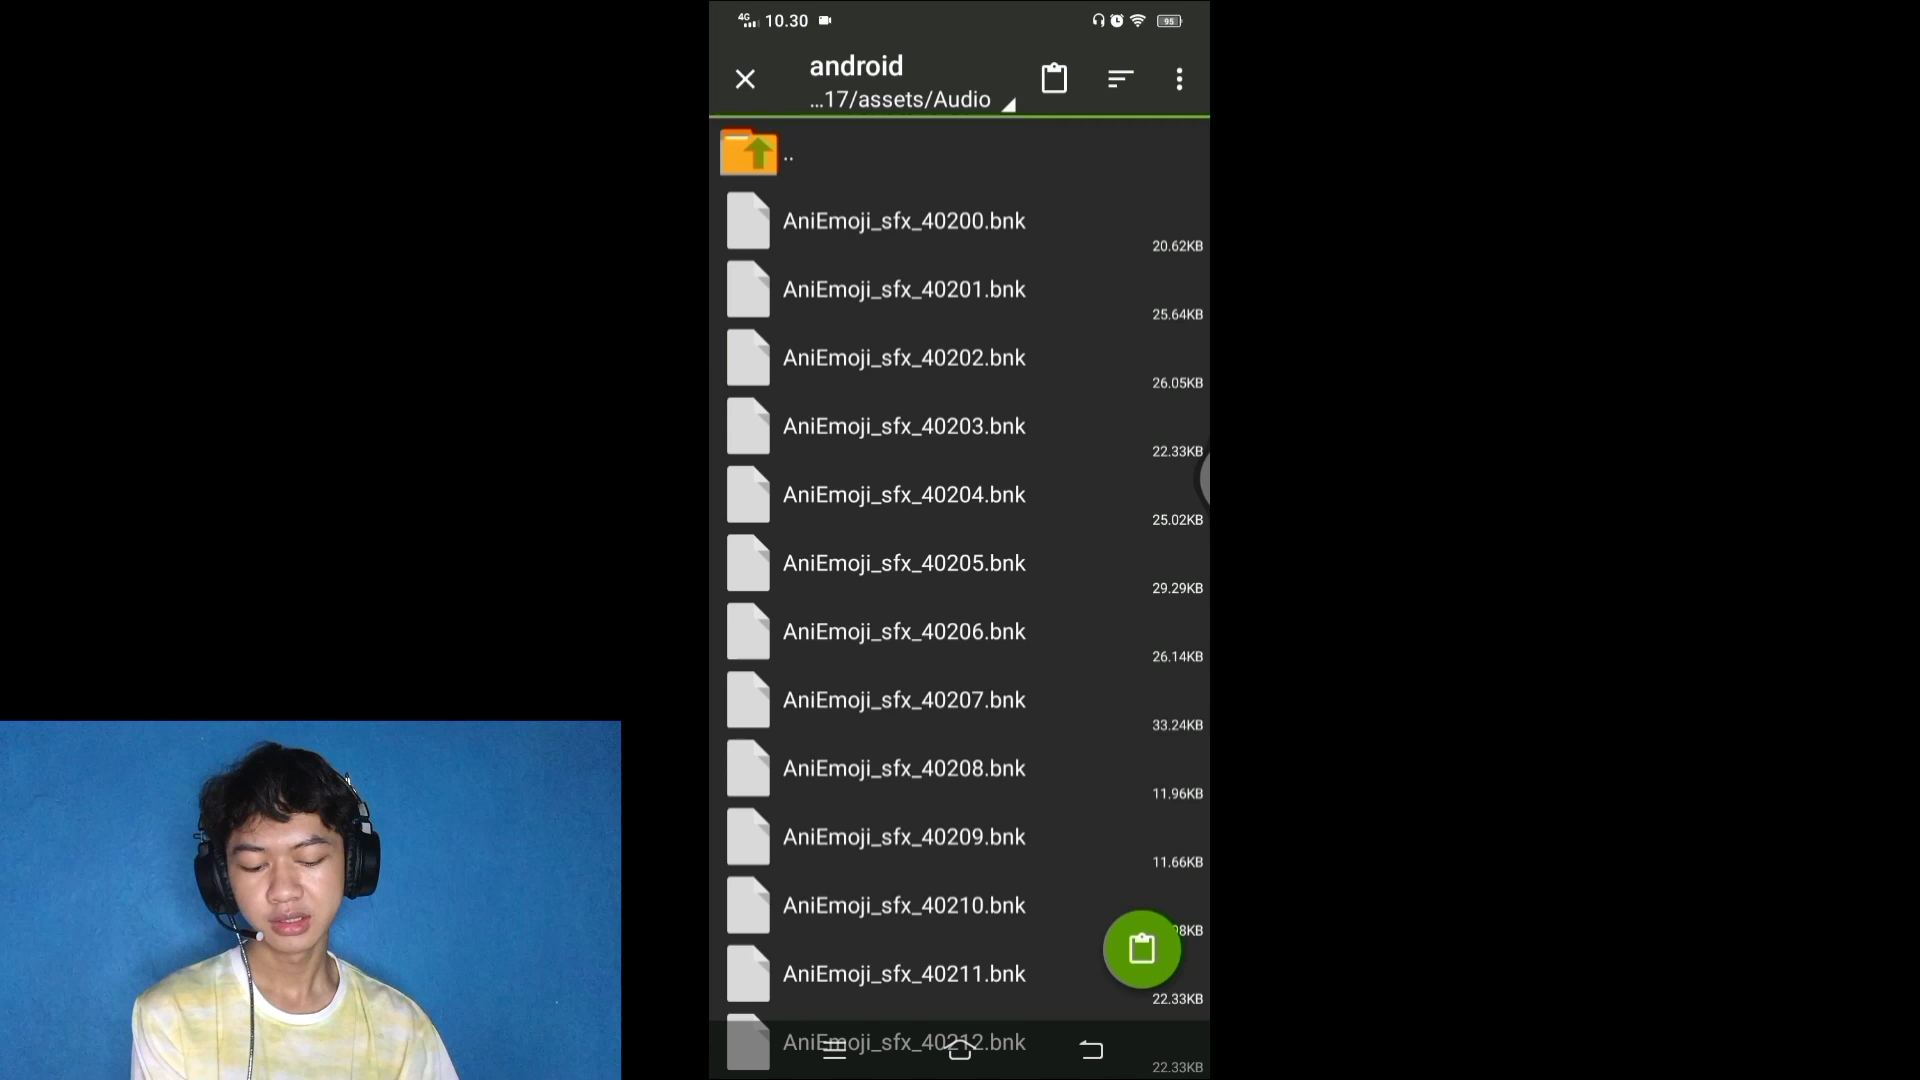 4G 10.30 95
android
...17/assets/Audio
..
AniEmoji_sfx_40200.bnk
20.62KB
AniEmoji_sfx_40201.bnk
25.64KB
AniEmoji_sfx_40202.bnk
26.05KB
AniEmoji_sfx_40203.bnk
22.33KB
AniEmoji_sfx_40204.bnk
25.02KB
AniEmoji_sfx_40205.bnk
29.29KB
AniEmoji_sfx_40206.bnk
26.14KB
AniEmoji_sfx_40207.bnk
33.24KB
AniEmoji_sfx_40208.bnk
11.96KB
AniEmoji_sfx_40209.bnk
11.66KB
AniEmoji_sfx_40210.bnk
AniEmoji_sfx_40211.bnk
22.33KB
AniEmoji_sfx_40212.bnk
22.33KB